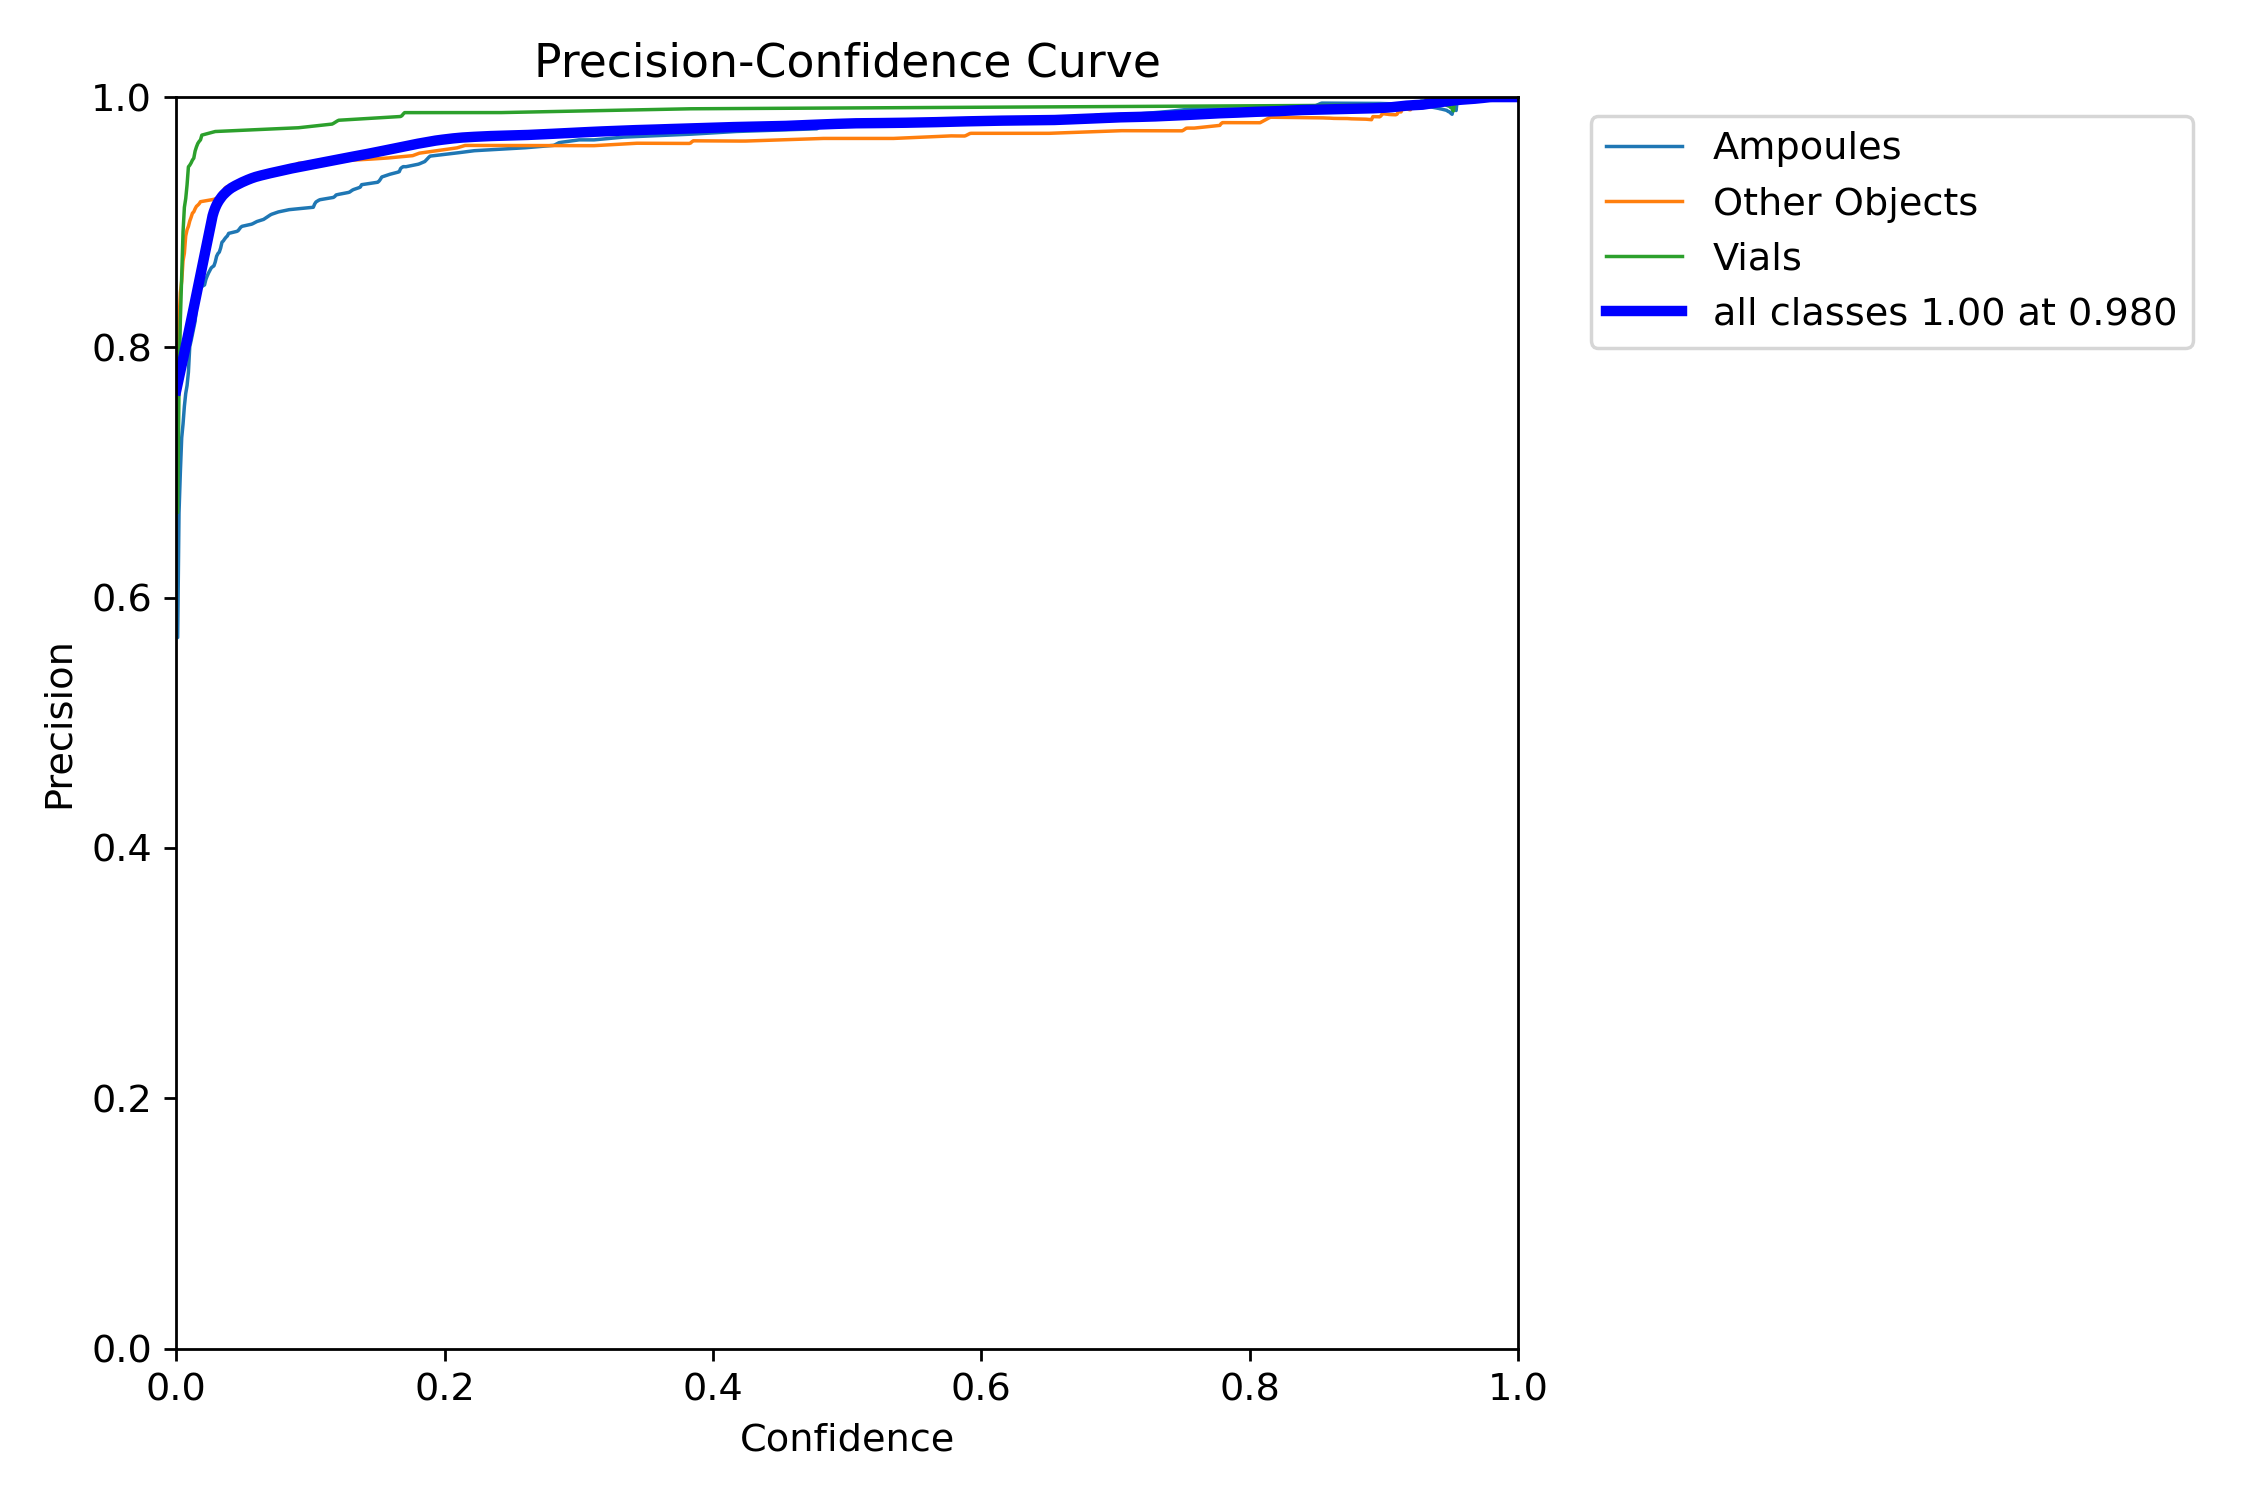 Precision-Confidence Curve
1.0
0.8
0.6
0.4
0.2
0.0
Precision
0.0 0.2 0.4 0.6 0.8 1.0
Confidence
Ampoules
Other Objects
Vials
all classes 1.00 at 0.980